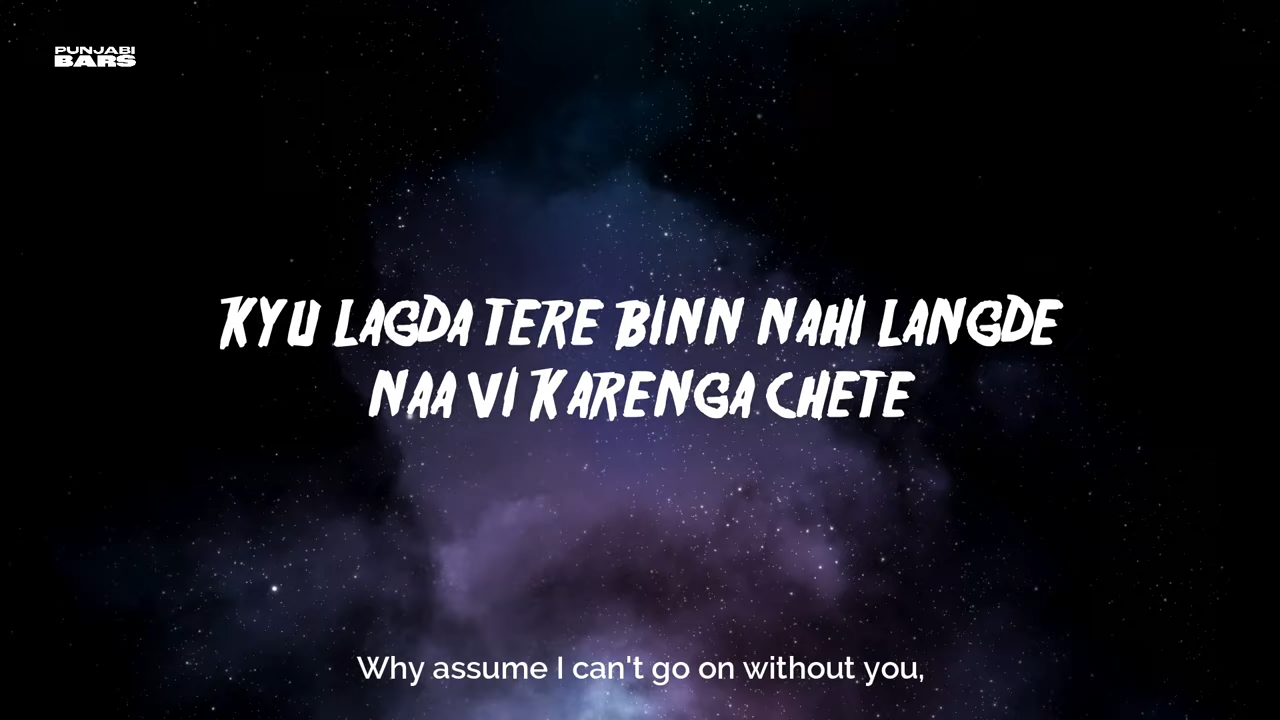 PUNJABI
BARS
KYU LAGDA TERE BINN NAHI LANGDE
NAA VI KARENGA CHETE
Why assume I can't go on without you,